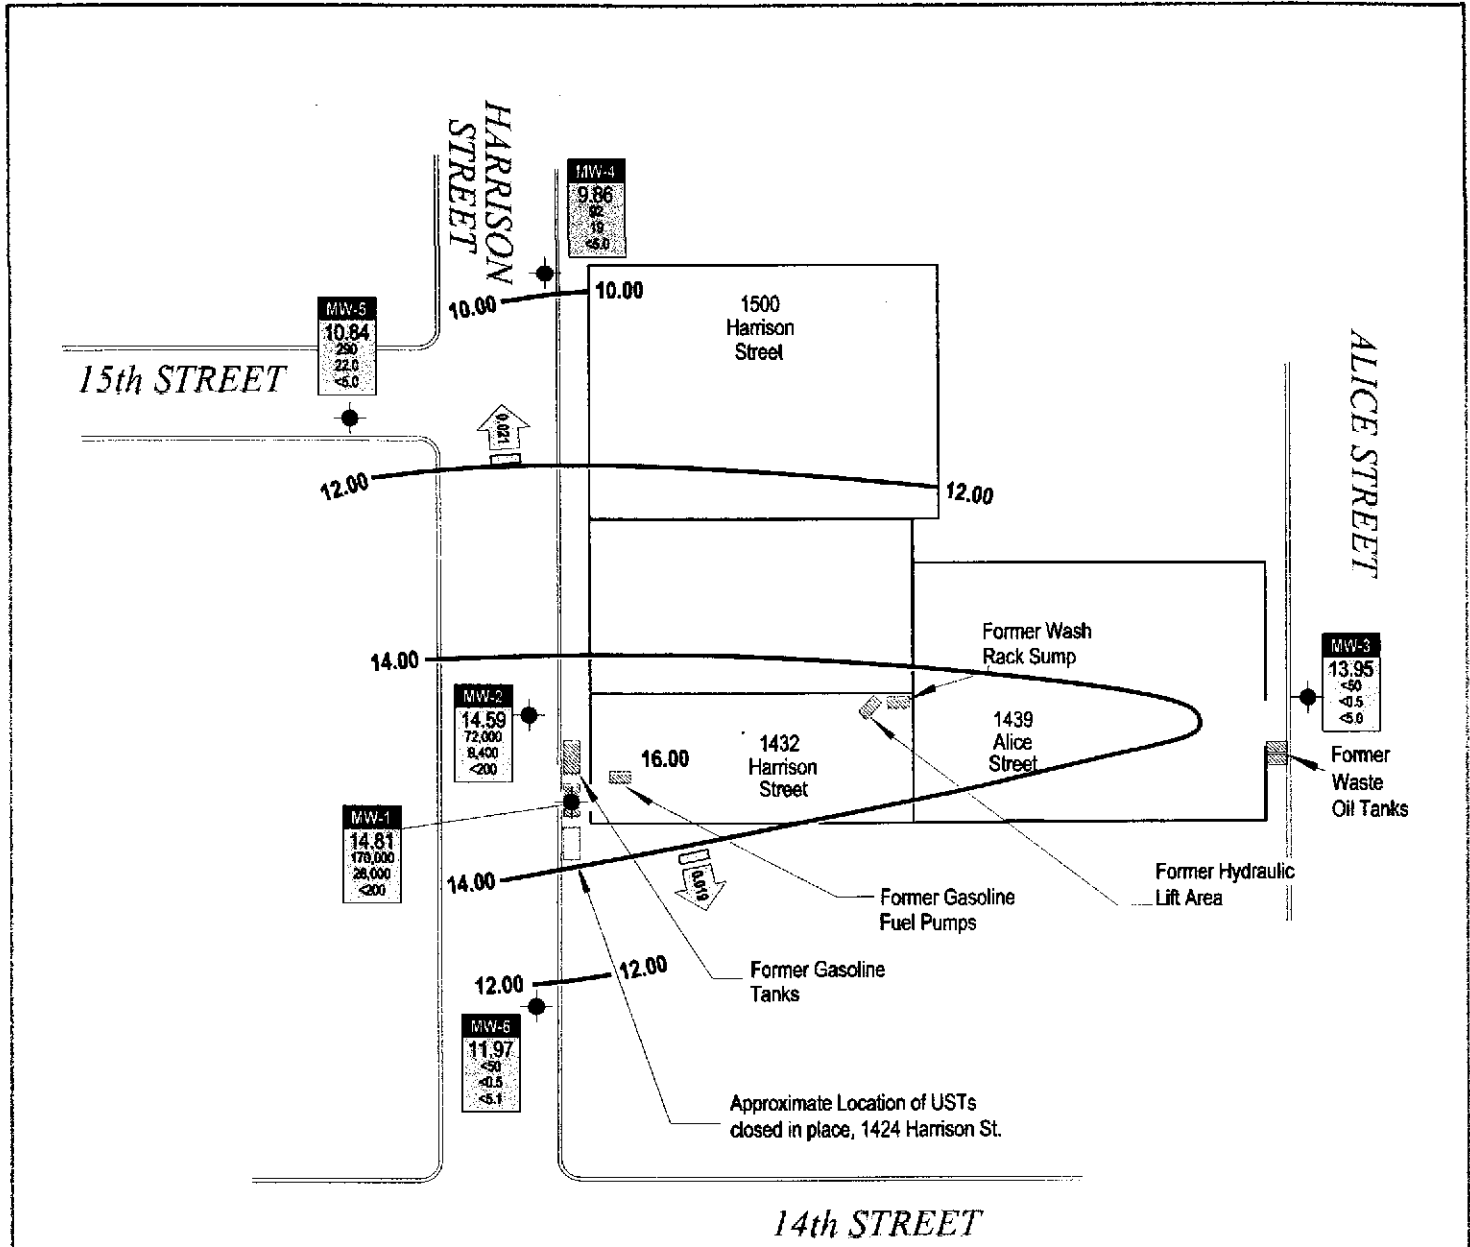 HARRISON
STREET
MW-4
9.86
92
19
<5.0
10.00
10.00
1500
Harrison
Street
MW-5
10.84
290
22.0
<5.0
15th STREET
ALICE STREET
0.021
12.00
12.00
14.00
Former Wash
Rack Sump
MW-3
13.95
<50
<0.5
<5.0
MW-2
14.59
72,000
8,400
<200
16.00
1432
Harrison
Street
1439
Alice
Street
Former
Waste
Oil Tanks
MW-1
14.81
170,000
26,000
<200
14.00
0.019
Former Hydraulic
Lift Area
Former Gasoline
Fuel Pumps
Former Gasoline
Tanks
12.00
12.00
MW-6
11.97
<50
<0.5
<5.1
Approximate Location of USTs
closed in place, 1424 Harrison St.
14th STREET